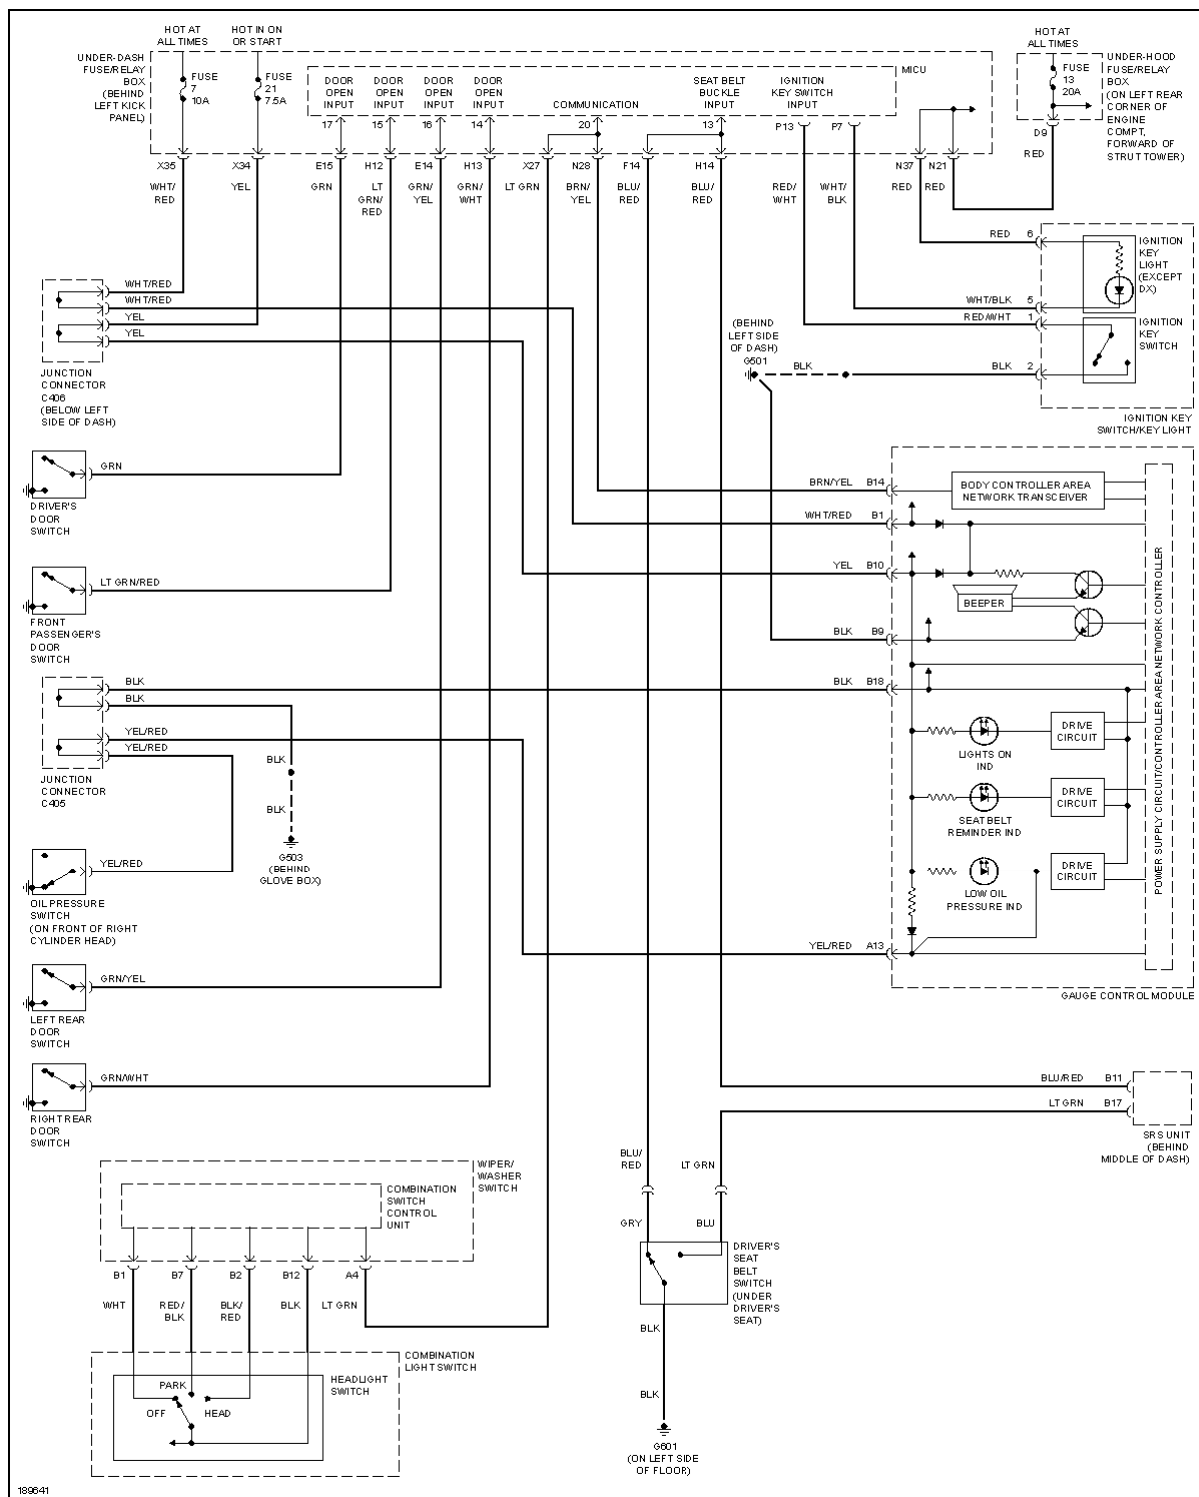 HOT AT
ALL TIMES
HOT IN ON
OR START
HOT AT
ALL TIMES
UNDER-DASH
FUSE/RELAY
BOX
(BEHIND
LEFT KICK
PANEL)
FUSE
7
10A
FUSE
21
7.5A
DOOR
OPEN
INPUT
DOOR
OPEN
INPUT
DOOR
OPEN
INPUT
DOOR
OPEN
INPUT
COMMUNICATION
SEAT BELT
BUCKLE
INPUT
IGNITION
KEY SWITCH
INPUT
MICU
FUSE
13
20A
UNDER-HOOD
FUSE/RELAY
BOX
(ON LEFT REAR
CORNER OF
ENGINE
COMPT,
FORWARD OF
STRUT TOWER)
17 15 16 14 20 13 P13 P7
D9
RED
X35 X34 E15 H12 E14 H13 X27 N28 F14 H14 N37 N21
WHT/
RED
YEL
GRN
LT
GRN/
RED
GRN/
YEL
GRN/
WHT
LT GRN
BRN/
YEL
BLU/
RED
BLU/
RED
RED/
WHT
WHT/
BLK
RED
RED
RED 6
IGNITION
KEY
LIGHT
(EXCEPT
DX)
WHT/BLK 5
RED/WHT 1
IGNITION
KEY
SWITCH
BLK 2
IGNITION KEY
SWITCH/KEY LIGHT
WHT/RED
WHT/RED
YEL
YEL
JUNCTION
CONNECTOR
C406
(BELOW LEFT
SIDE OF DASH)
(BEHIND
LEFT SIDE
OF DASH)
G501
BLK
GRN
DRIVER'S
DOOR
SWITCH
BRN/YEL B14
BODY CONTROLLER AREA
NETWORK TRANSCEIVER
WHT/RED B1
YEL B10
BEEPER
BLK B9
BLK B18
POWER SUPPLY CIRCUIT/CONTROLLER AREA NETWORK CONTROLLER
LT GRN/RED
FRONT
PASSENGER'S
DOOR
SWITCH
BLK
BLK
YEL/RED
YEL/RED
JUNCTION
CONNECTOR
C405
BLK
BLK
G503
(BEHIND
GLOVE BOX)
LIGHTS ON
IND
DRIVE
CIRCUIT
SEAT BELT
REMINDER IND
DRIVE
CIRCUIT
LOW OIL
PRESSURE IND
DRIVE
CIRCUIT
YEL/RED
OIL PRESSURE
SWITCH
(ON FRONT OF RIGHT
CYLINDER HEAD)
YEL/RED A13
GAUGE CONTROL MODULE
GRN/YEL
LEFT REAR
DOOR
SWITCH
GRN/WHT
RIGHT REAR
DOOR
SWITCH
BLU/RED B11
LT GRN B17
SRS UNIT
(BEHIND
MIDDLE OF DASH)
WIPER/
WASHER
SWITCH
COMBINATION
SWITCH
CONTROL
UNIT
B1 B7 B2 B12 A4
WHT
RED/
BLK
BLK/
RED
BLK
LT GRN
COMBINATION
LIGHT SWITCH
HEADLIGHT
SWITCH
PARK
OFF
HEAD
BLU/
RED
LT GRN
GRY
BLU
DRIVER'S
SEAT
BELT
SWITCH
(UNDER
DRIVER'S
SEAT)
BLK
BLK
G601
(ON LEFT SIDE
OF FLOOR)
189641